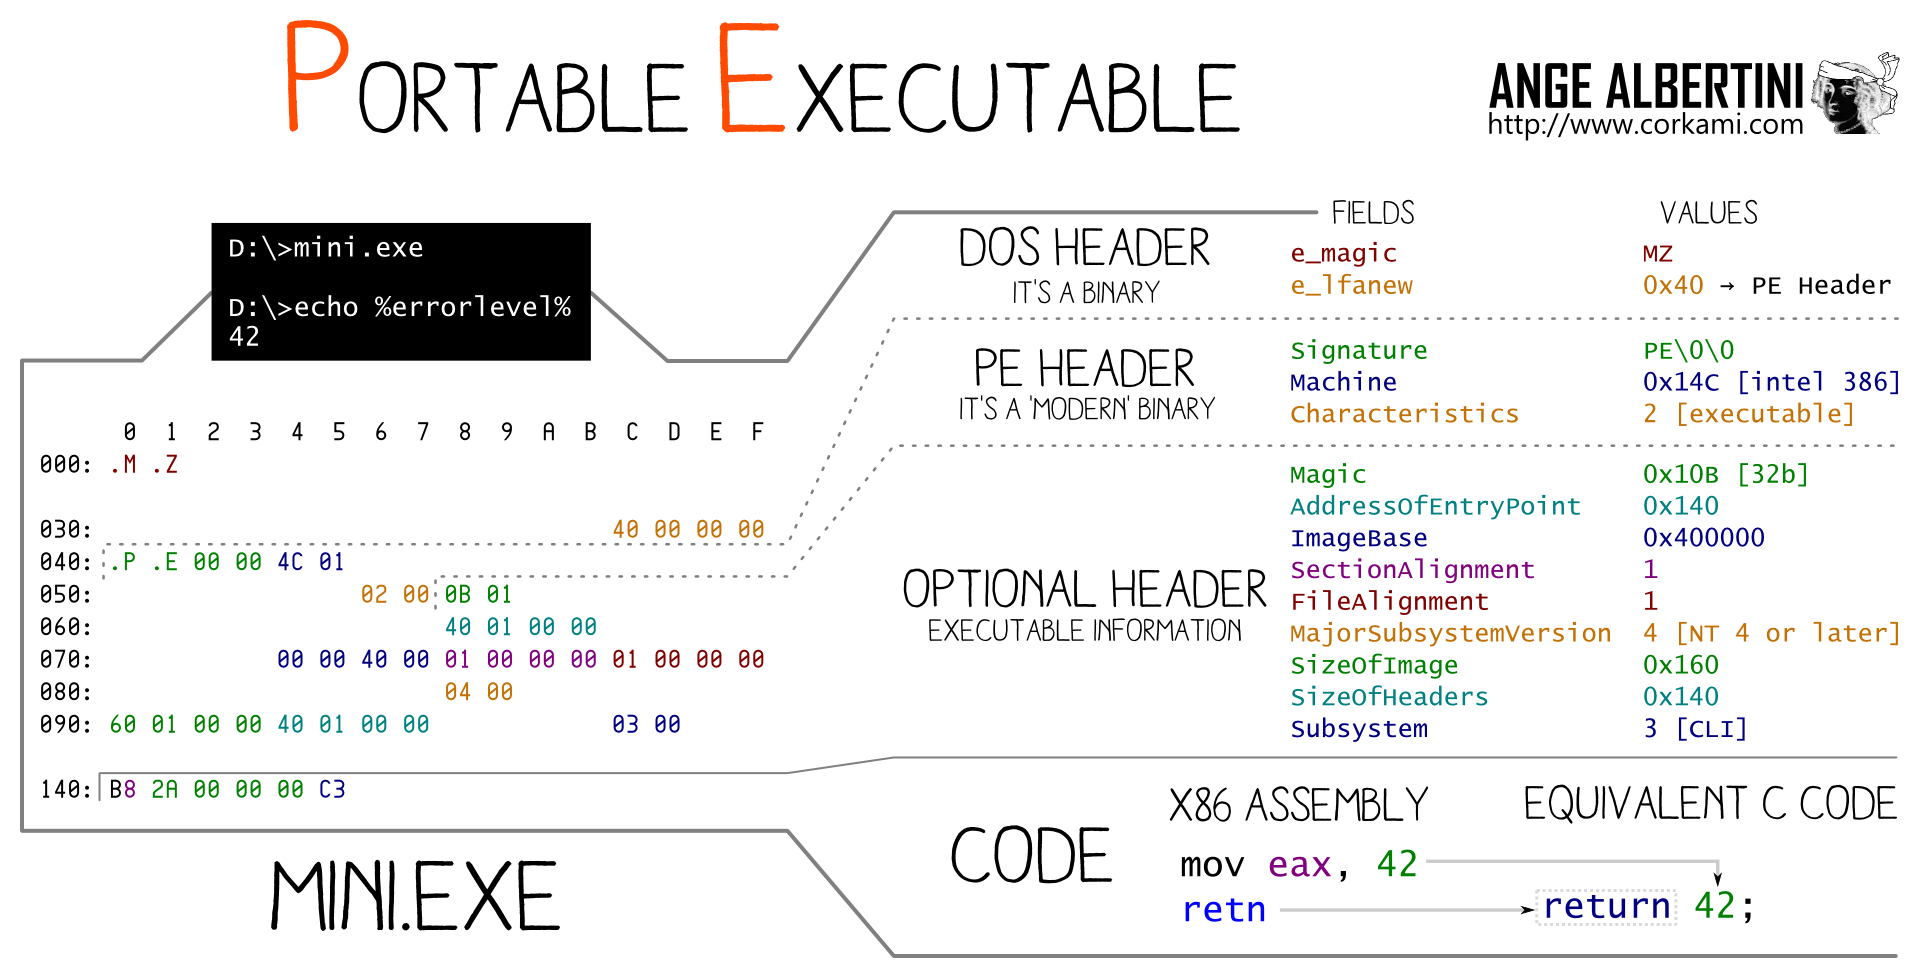 PORTABLE EXECUTABLE
ANGE ALBERTINI
http://www.corkami.com
D:\>mini.exe
D:\>echo %errorlevel%
42
0 1 2 3 4 5 6 7 8 9 A B C D E F
000: .M .Z
030: 40 00 00 00
040: .P .E 00 00 4C 01
050: 02 00 0B 01
060: 40 01 00 00
070: 00 00 40 00 01 00 00 00 01 00 00 00
080: 04 00
090: 60 01 00 00 40 01 00 00 03 00
140: B8 2A 00 00 00 C3
MINI.EXE
FIELDS VALUES
DOS HEADER
IT'S A BINARY
e_magic MZ
e_lfanew 0x40 → PE Header
PE HEADER
IT'S A 'MODERN' BINARY
Signature PE\0\0
Machine 0x14C [intel 386]
Characteristics 2 [executable]
OPTIONAL HEADER
EXECUTABLE INFORMATION
Magic 0x10B [32b]
AddressOfEntryPoint 0x140
ImageBase 0x400000
SectionAlignment 1
FileAlignment 1
MajorSubsystemVersion 4 [NT 4 or later]
SizeOfImage 0x160
SizeOfHeaders 0x140
Subsystem 3 [CLI]
CODE
X86 ASSEMBLY EQUIVALENT C CODE
mov eax, 42
retn return 42;